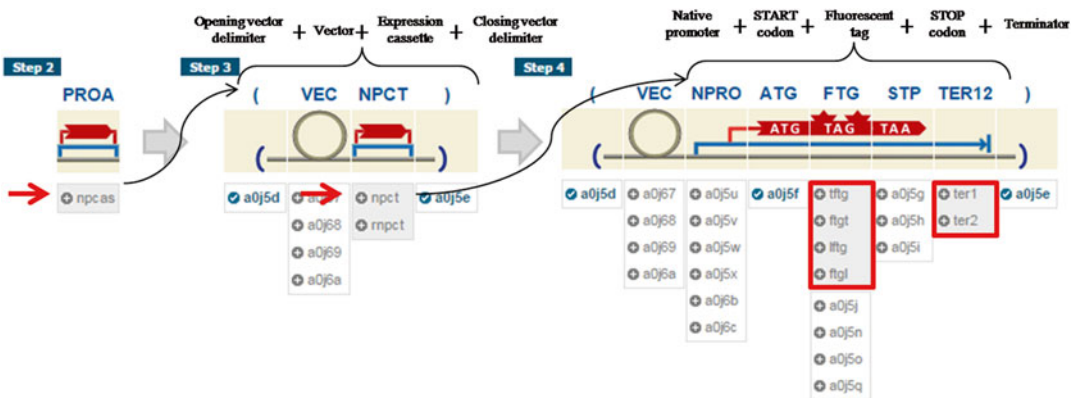 Opening vector delimiter + Vector + Expression cassette + Closing vector delimiter
Native promoter + START codon + Fluorescent tag + STOP codon + Terminator
Step 2
PROA
npcas
Step 3
( VEC NPCT )
( )
a0j5d npct a0j5e
a0j68 rnpct
a0j69
a0j6a
Step 4
( VEC NPRO ATG FTG STP TER12 )
( ATG TAG TAA )
a0j5d a0j67 a0j5u a0j5f tftg a0j5g ter1 a0j5e
a0j68 a0j5v ftgt a0j5h ter2
a0j69 a0j5w lftg a0j5i
a0j6a a0j5x ftgl
a0j6b a0j5j
a0j6c a0j5n
a0j5o
a0j5q